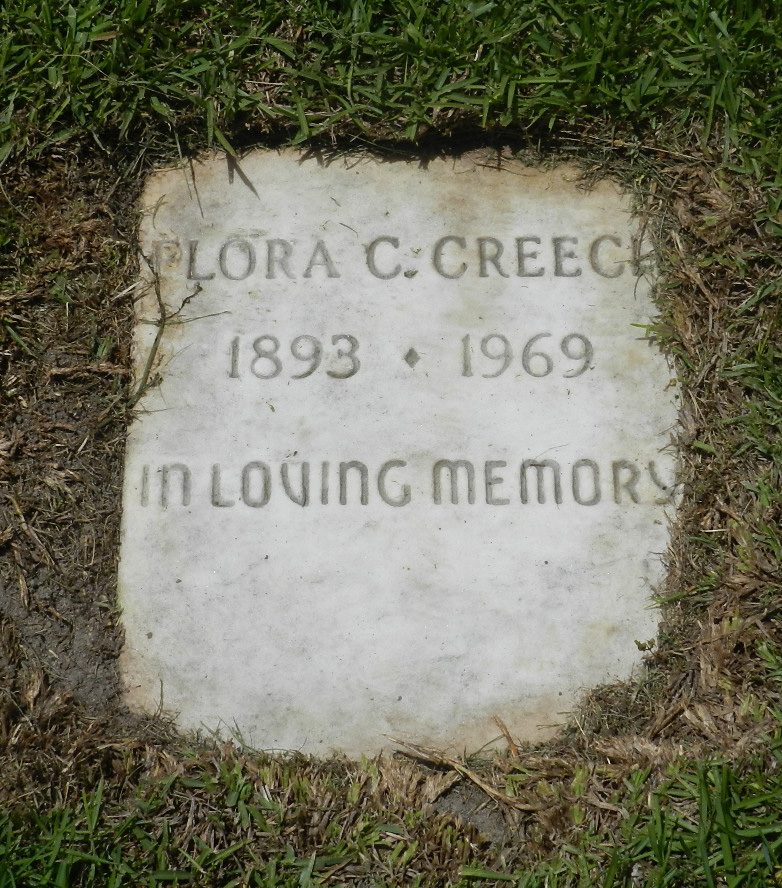 FLORA C. CREECH
1893 ♦ 1969
IN LOVING MEMORY